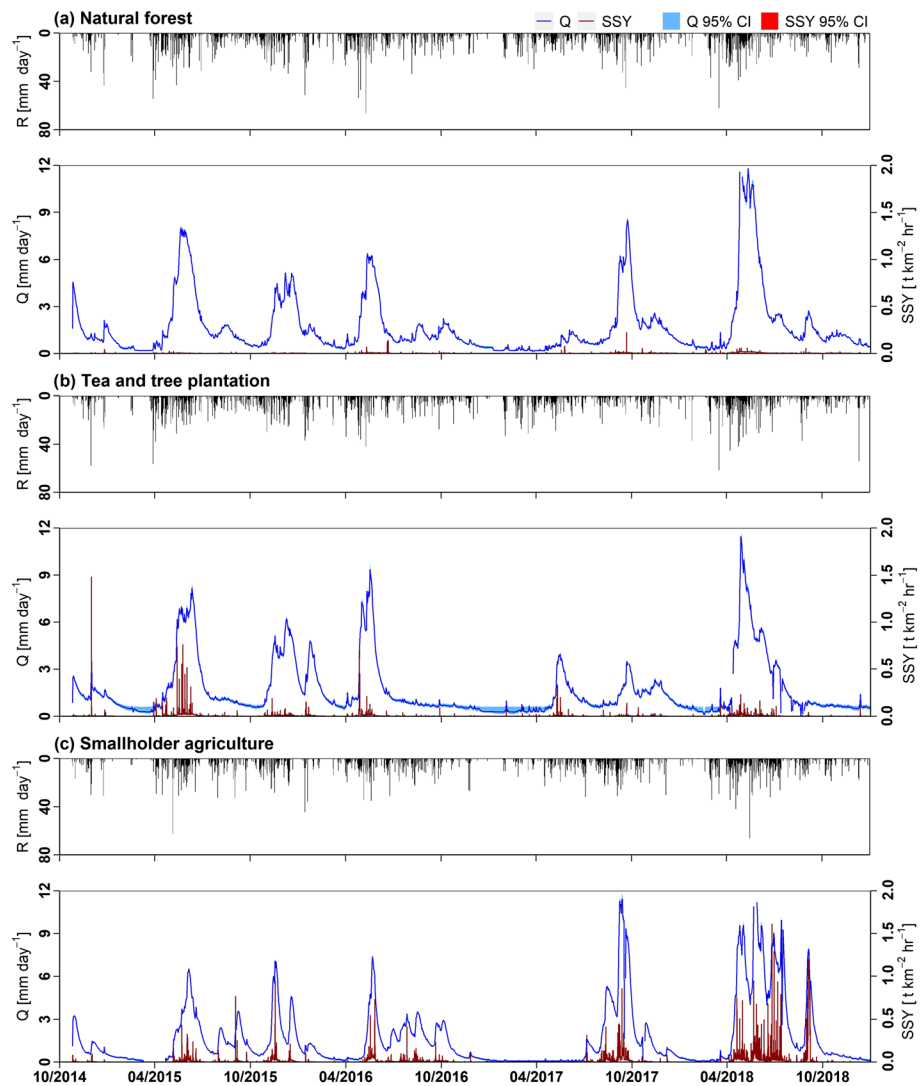 (a) Natural forest
Q SSY Q 95% CI SSY 95% CI
R [mm day]
0
40
80
Q [mm day⁻¹]
12
9
6
3
0
SSY [ t km⁻² hr⁻¹]
2.0
1.5
1.0
0.5
0.0
(b) Tea and tree plantation
R [mm day]
0
40
80
Q [mm day⁻¹]
12
9
6
3
0
SSY [ t km⁻² hr⁻¹]
2.0
1.5
1.0
0.5
0.0
(c) Smallholder agriculture
R [mm day]
0
40
80
Q [mm day⁻¹]
12
9
6
3
0
SSY [ t km⁻² hr⁻¹]
2.0
1.5
1.0
0.5
0.0
10/2014 04/2015 10/2015 04/2016 10/2016 04/2017 10/2017 04/2018 10/2018